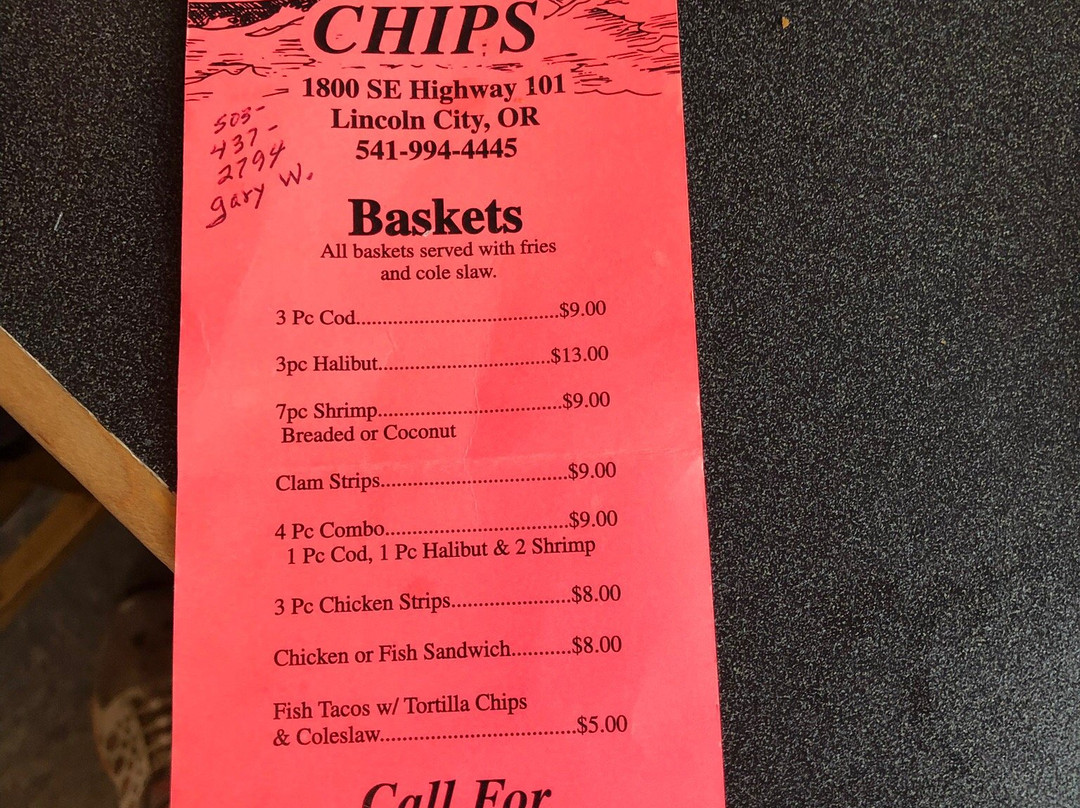 CHIPS
1800 SE Highway 101
Lincoln City, OR
541-994-4445
503-
437-
2794
gary W.
Baskets
All baskets served with fries
and cole slaw.
3 Pc Cod.......................................$9.00
3pc Halibut.................................$13.00
7pc Shrimp...................................$9.00
Breaded or Coconut
Clam Strips...................................$9.00
4 Pc Combo...................................$9.00
1 Pc Cod, 1 Pc Halibut & 2 Shrimp
3 Pc Chicken Strips.......................$8.00
Chicken or Fish Sandwich...........$8.00
Fish Tacos w/ Tortilla Chips
& Coleslaw.....................................$5.00
Call For